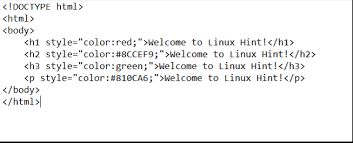 <!DOCTYPE html>
<html>
<body>
    <h1 style="color:red;">Welcome to Linux Hint!</h1>
    <h2 style="color:#8CCEF9;">Welcome to Linux Hint!</h2>
    <h3 style="color:green;">Welcome to Linux Hint!</h3>
    <p style="color:#810CA6;">Welcome to Linux Hint!</p>
</body>
</html>